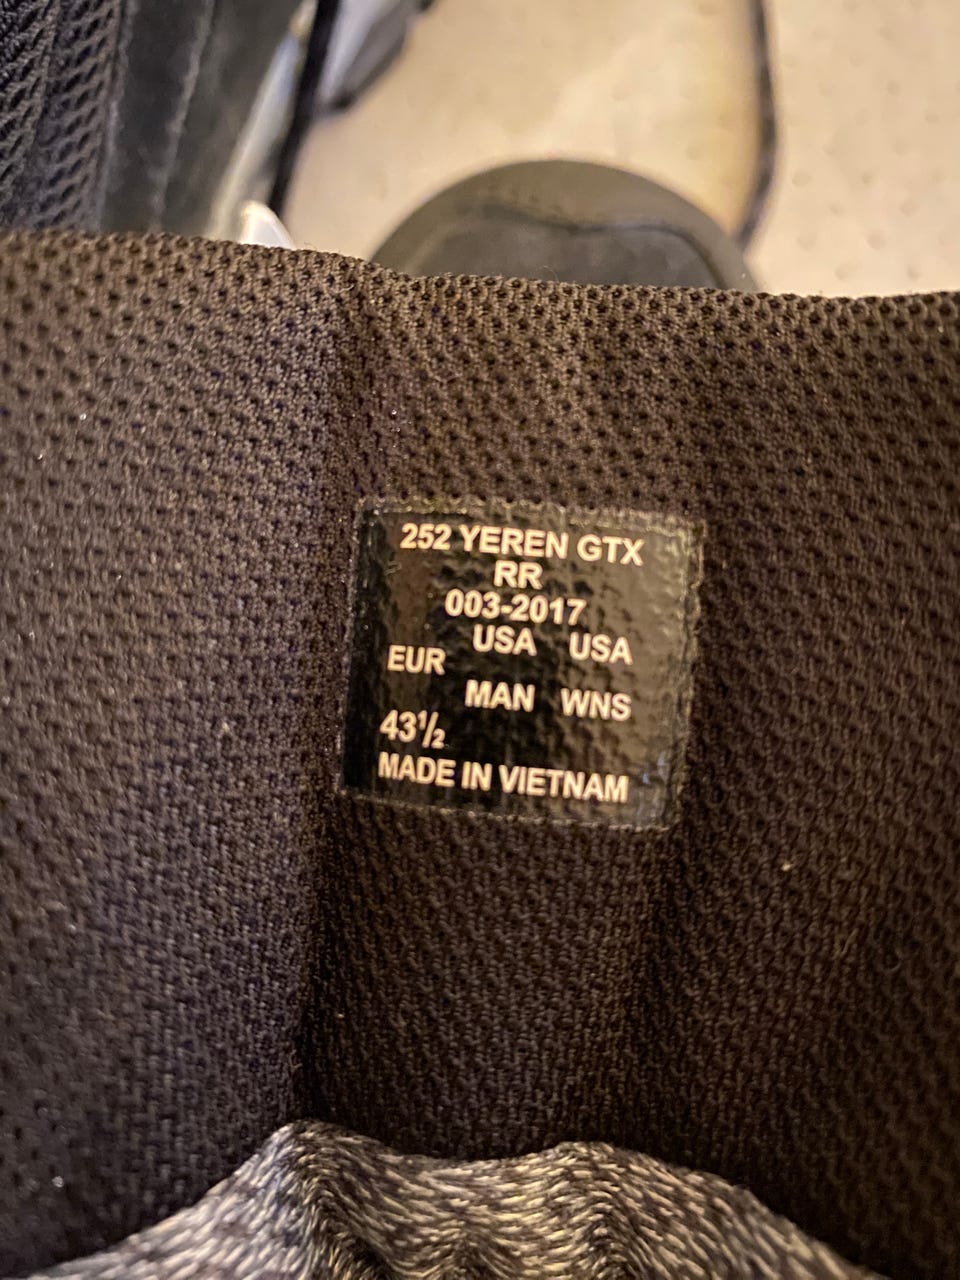 252 YEREN GTX
RR
003-2017
USA USA
EUR
MAN WNS
43½
MADE IN VIETNAM